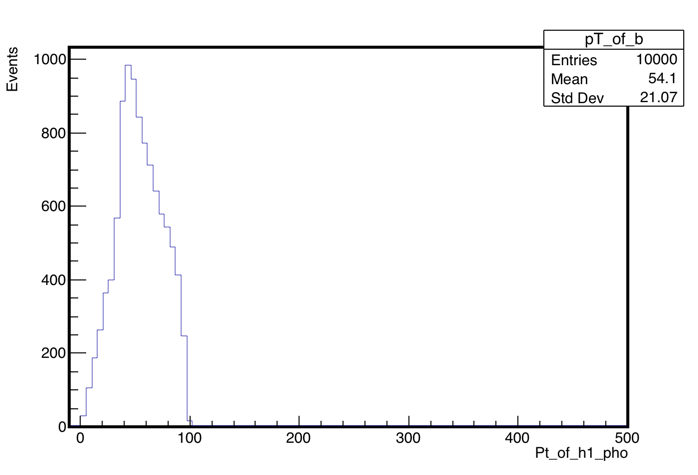 pT_of_b
Entries 10000
Mean 54.1
Std Dev 21.07
Events
1000
800
600
400
200
0
0 100 200 300 400 500
Pt_of_h1_pho